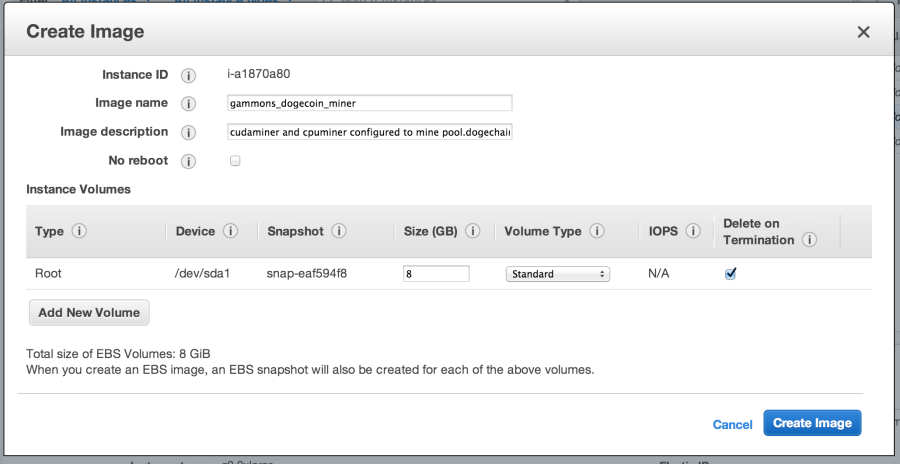 Create Image
Instance ID i-a1870a80
Image name gammons_dogecoin_miner
Image description cudaminer and cpuminer configured to mine pool.dogechai
No reboot
Instance Volumes
Type Device Snapshot Size (GB) Volume Type IOPS Delete on Termination
Root /dev/sda1 snap-eaf594f8 8 Standard N/A
Add New Volume
Total size of EBS Volumes: 8 GiB
When you create an EBS image, an EBS snapshot will also be created for each of the above volumes.
Cancel Create Image